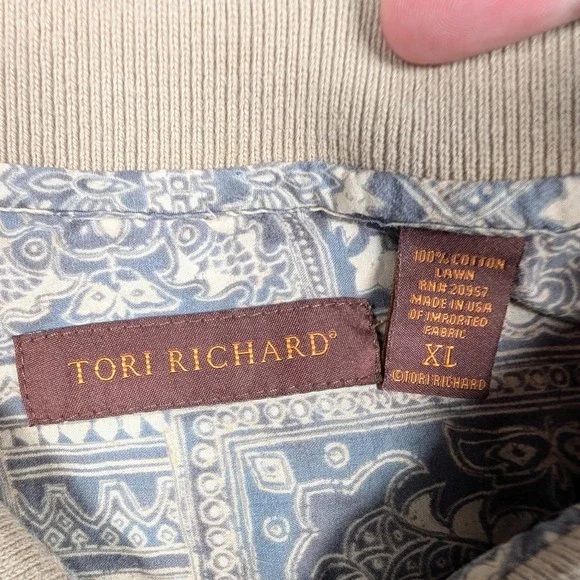 TORI RICHARD®
100% COTTON
LAWN
RN# 20957
MADE IN USA
OF IMPORTED
FABRIC
XL
©TORI RICHARD